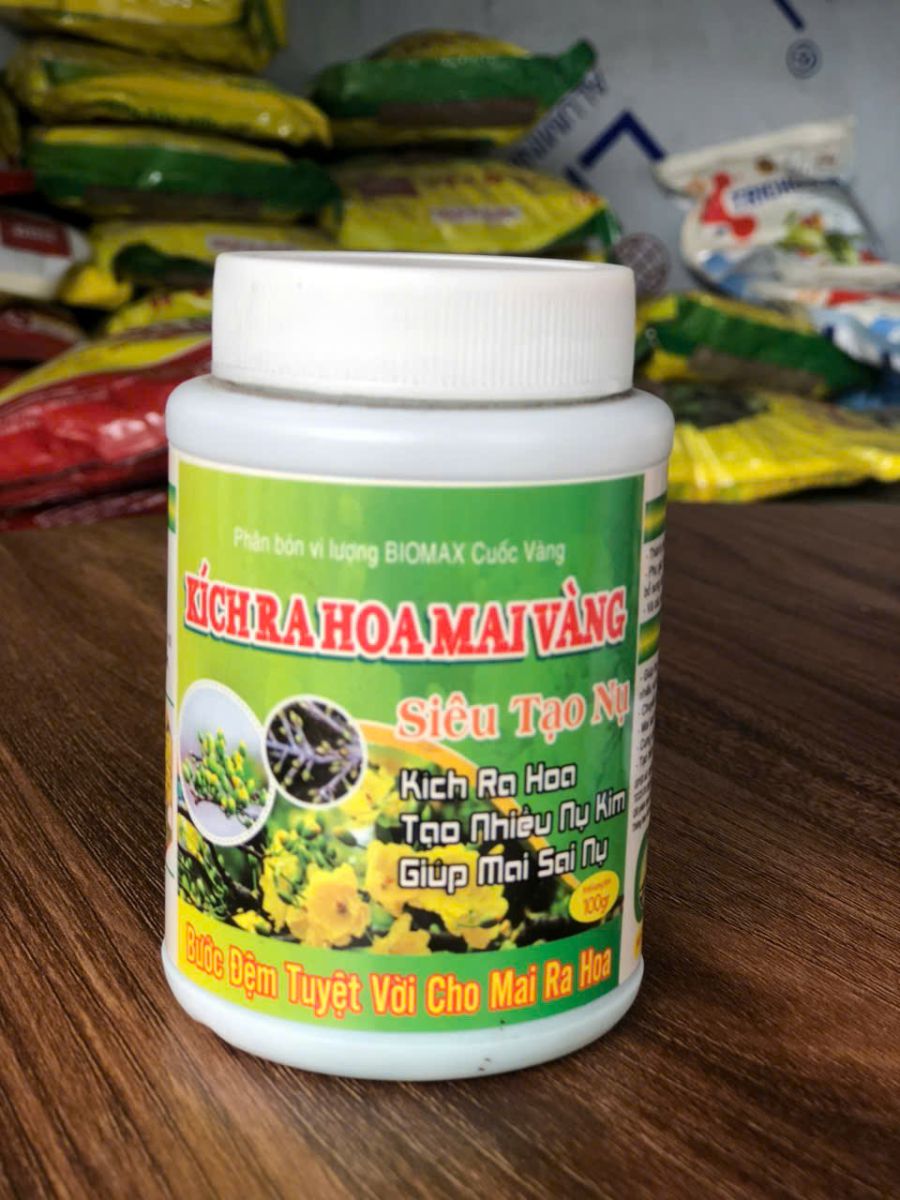 Phân bón vi lượng BIOMAX Cuốc Vàng
KÍCH RA HOA MAI VÀNG
Siêu Tạo Nụ
Kích Ra Hoa
Tạo Nhiều Nụ Kim
Giúp Mai Sai Nụ
100gr
Bước Đệm Tuyệt Vời Cho Mai Ra Hoa